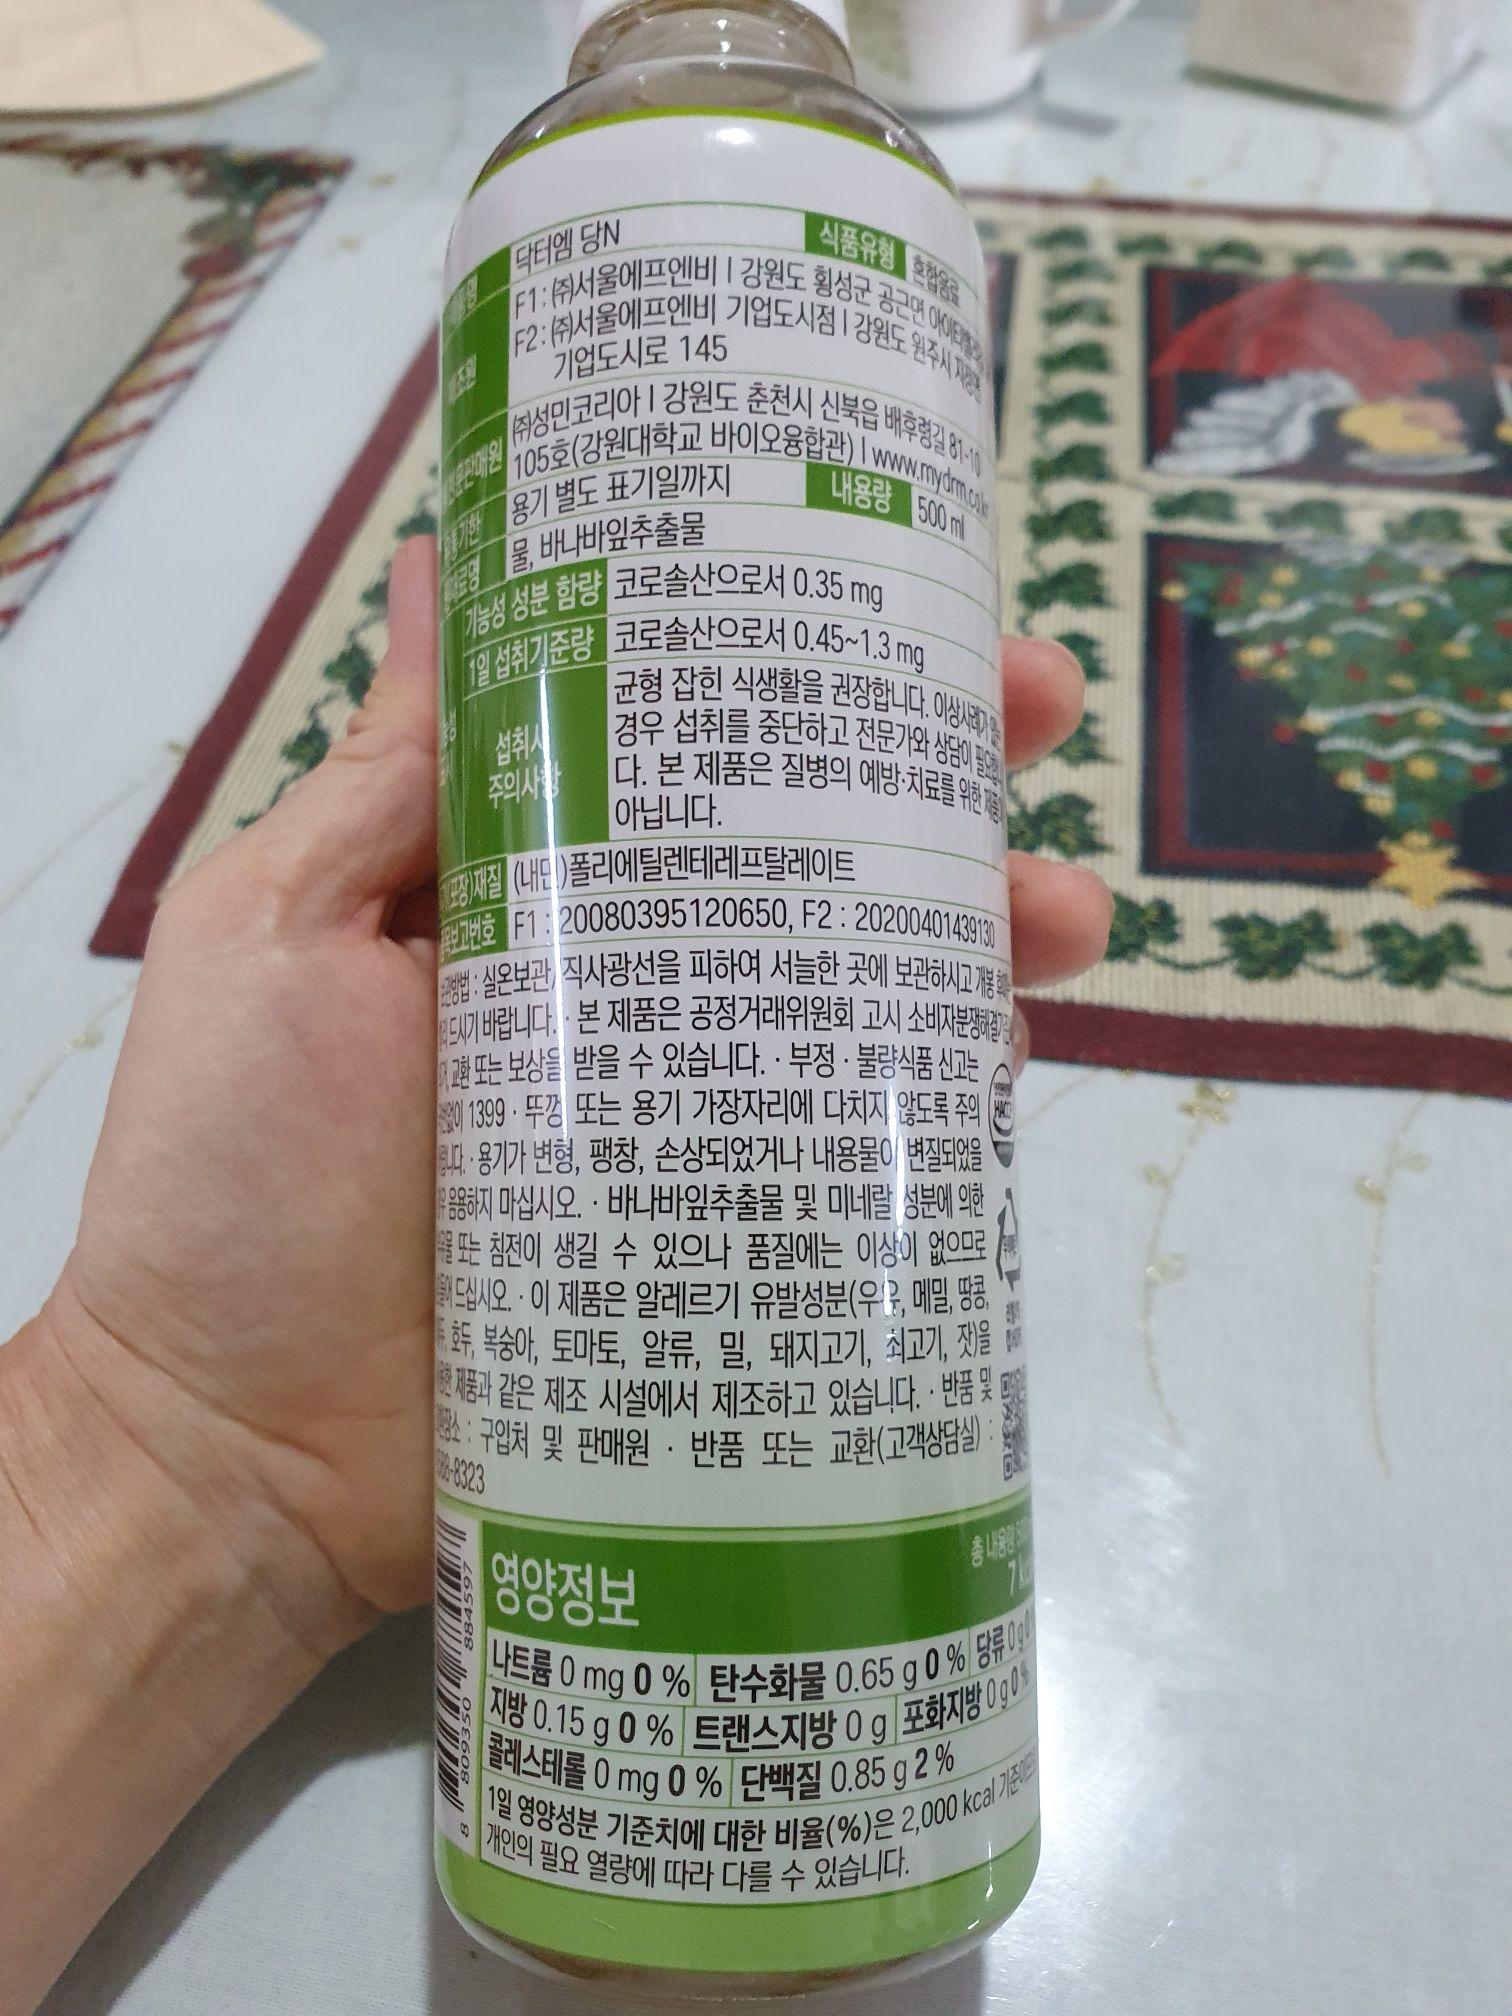 닥터엠 당N 식품유형 혼합음료
F1 : ㈜서울에프엔비 | 강원도 횡성군 공근면
F2 : ㈜서울에프엔비 기업도시점 | 강원도 원주시 지정면
기업도시로 145
㈜성민코리아 | 강원도 춘천시 신북읍 배후령길 81-10
105호(강원대학교 바이오융합관) | www.mydrm.co.kr
용기 별도 표기일까지 내용량 500 ml
물, 바나바잎추출물
기능성 성분 함량 코로솔산으로서 0.35 mg
1일 섭취기준량 코로솔산으로서 0.45~1.3 mg
섭취시 주의사항
균형 잡힌 식생활을 권장합니다. 이상사례가 있는
경우 섭취를 중단하고 전문가와 상담이
다. 본 제품은 질병의 예방·치료를 위한
아닙니다.
재질 (내면)폴리에틸렌테레프탈레이트
F1 : 20080395120650, F2 : 20200401439130
실온보관/직사광선을 피하여 서늘한 곳에 보관하시고 개봉
드시기 바랍니다. · 본 제품은 공정거래위원회 고시
교환 또는 보상을 받을 수 있습니다. · 부정 · 불량식품 신고는
1399 · 뚜껑 또는 용기 가장자리에 다치지 않도록 주의
· 용기가 변형, 팽창, 손상되었거나 내용물이 변질되었을
음용하지 마십시오. · 바나바잎추출물 및 미네랄 성분에 의한
또는 침전이 생길 수 있으나 품질에는 이상이 없으므로
드십시오. · 이 제품은 알레르기 유발성분(우유, 메밀, 땅콩,
호두, 복숭아, 토마토, 알류, 밀, 돼지고기, 쇠고기, 잣)을
제품과 같은 제조 시설에서 제조하고 있습니다. · 반품 및
구입처 및 판매원 · 반품 또는 교환(고객상담실) :
-8323
HACCP
영양정보
나트륨 0 mg 0 % 탄수화물 0.65 g 0 % 당류 0 g
지방 0.15 g 0 % 트랜스지방 0 g 포화지방 0 g 0 %
콜레스테롤 0 mg 0 % 단백질 0.85 g 2 %
1일 영양성분 기준치에 대한 비율(%)은 2,000 kcal
개인의 필요 열량에 따라 다를 수 있습니다.
8 809350 884597